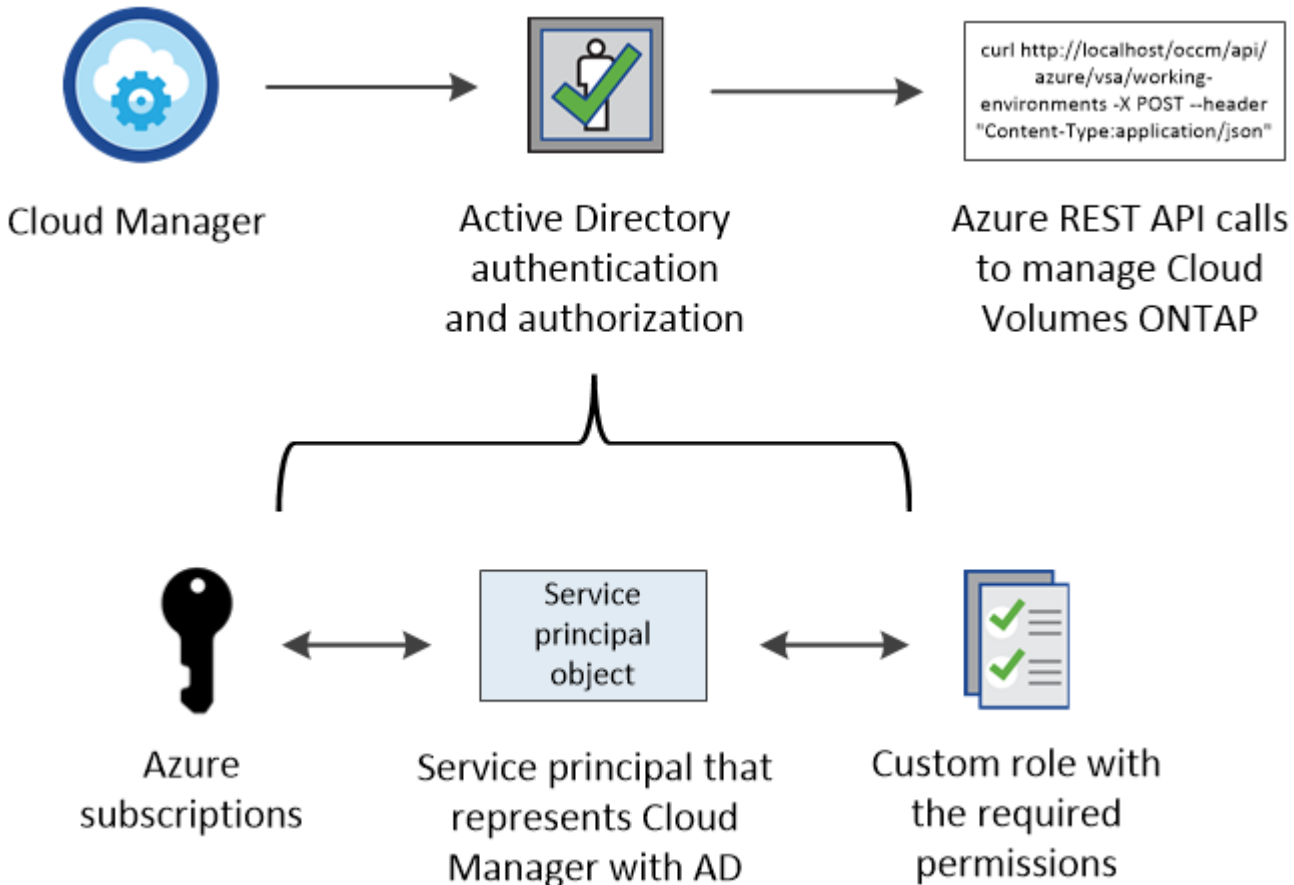 curl http://localhost/occm/api/
azure/vsa/working-
environments -X POST --header
"Content-Type:application/json"
Cloud Manager
Active Directory
authentication
and authorization
Azure REST API calls
to manage Cloud
Volumes ONTAP
Service
principal
object
Azure
subscriptions
Service principal that
represents Cloud
Manager with AD
Custom role with
the required
permissions